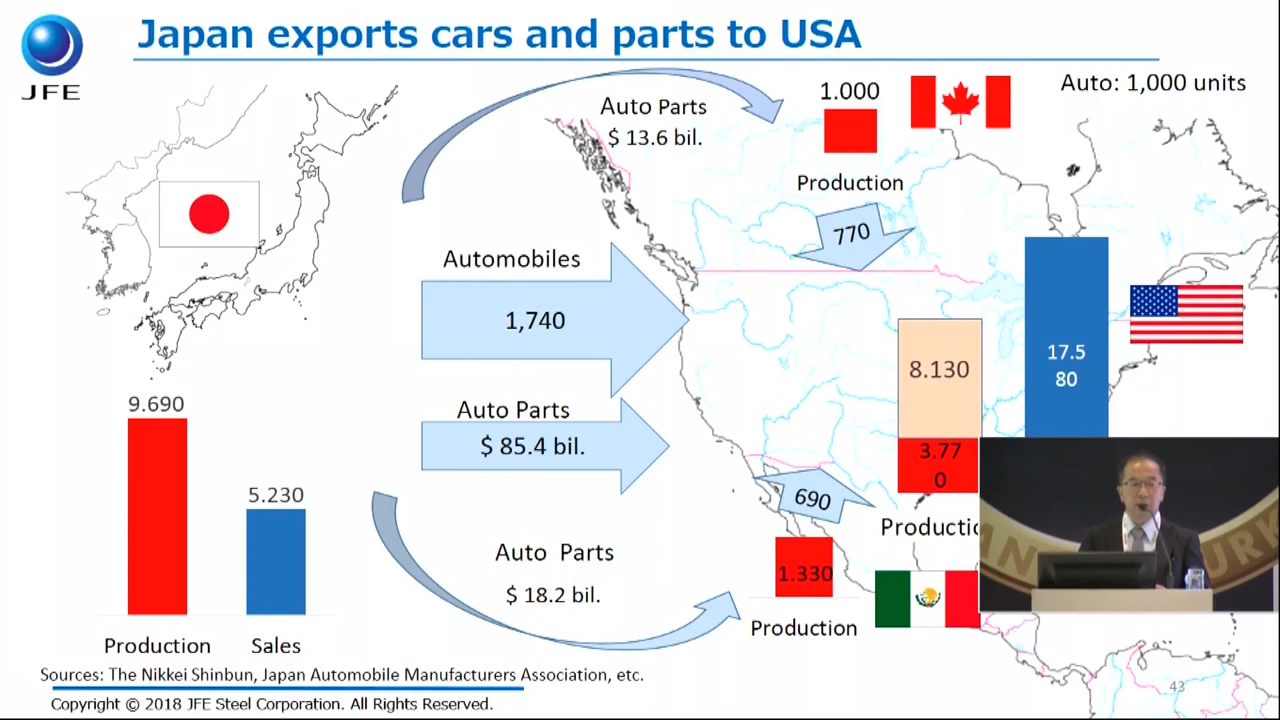 Japan exports cars and parts to USA
JFE
Auto: 1,000 units
Auto Parts
$ 13.6 bil.
1.000
Production
770
Automobiles
1,740
Auto Parts
$ 85.4 bil.
8.130
3.77
0
17.5
80
9.690
5.230
Production
Sales
Auto Parts
$ 18.2 bil.
690
1.330
Production
Productio
AN
URK
Sources: The Nikkei Shinbun, Japan Automobile Manufacturers Association, etc.
Copyright © 2018 JFE Steel Corporation. All Rights Reserved.
43